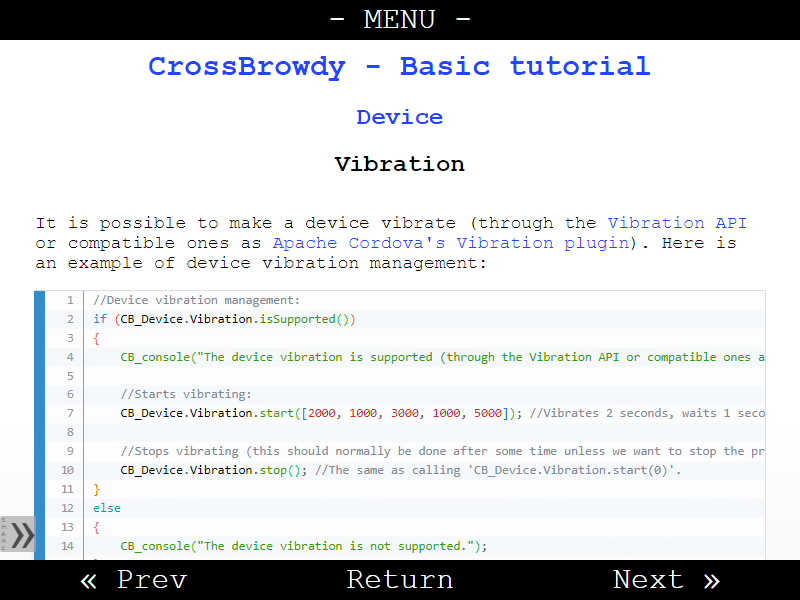 - MENU -
CrossBrowdy - Basic tutorial
Device
Vibration
It is possible to make a device vibrate (through the Vibration API
or compatible ones as Apache Cordova's Vibration plugin). Here is
an example of device vibration management:
1 //Device vibration management:
2 if (CB_Device.Vibration.isSupported())
3 {
4 CB_console("The device vibration is supported (through the Vibration API or compatible ones a
5
6 //Starts vibrating:
7 CB_Device.Vibration.start([2000, 1000, 3000, 1000, 5000]); //Vibrates 2 seconds, waits 1 seco
8
9 //Stops vibrating (this should normally be done after some time unless we want to stop the pr
10 CB_Device.Vibration.stop(); //The same as calling 'CB_Device.Vibration.start(0)'.
11 }
12 else
13 {
14 CB_console("The device vibration is not supported.");
SHARE »
« Prev Return Next »